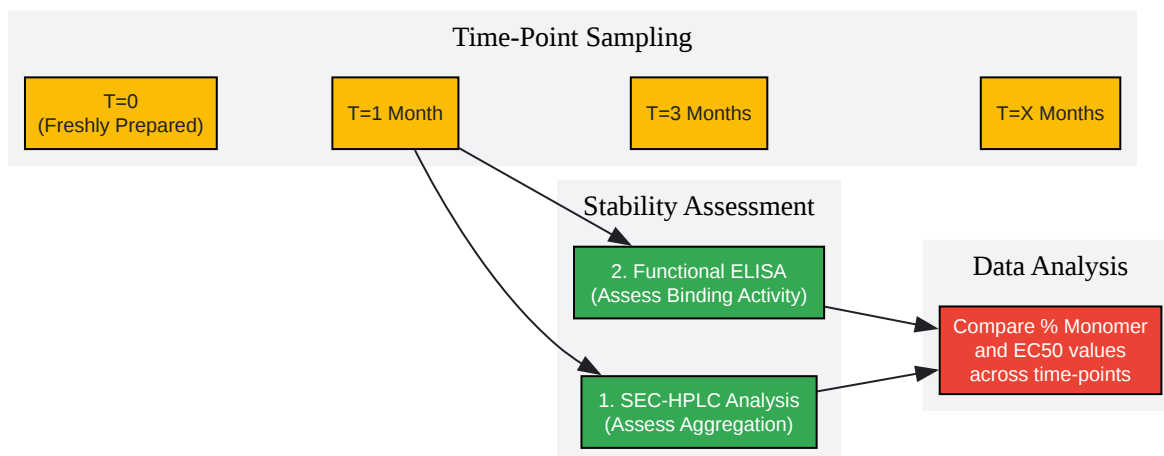 Time-Point Sampling
T=0
(Freshly Prepared)
T=1 Month
T=3 Months
T=X Months
Stability Assessment
2. Functional ELISA
(Assess Binding Activity)
1. SEC-HPLC Analysis
(Assess Aggregation)
Data Analysis
Compare % Monomer
and EC50 values
across time-points